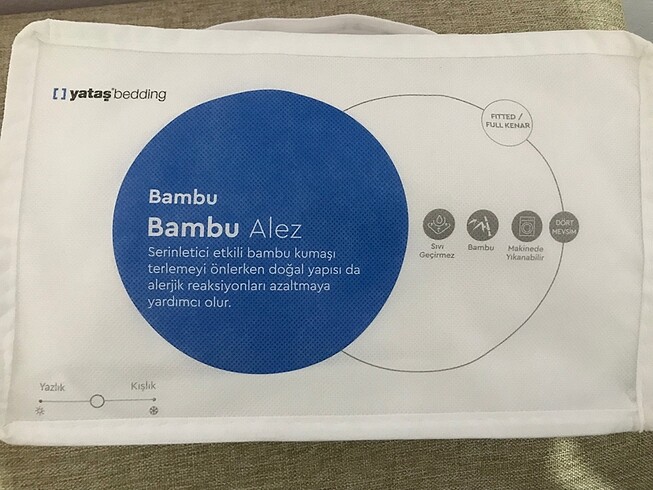 [ ] yataş bedding
FITTED /
FULL KENAR
Bambu
Bambu Alez
Serinletici etkili bambu kumaşı
terlemeyi önlerken doğal yapısı da
alerjik reaksiyonları azaltmaya
yardımcı olur.
Sıvı
Geçirmez
Bambu
Makinede
Yıkanabilir
DÖRT
MEVSİM
Yazlık
Kışlık